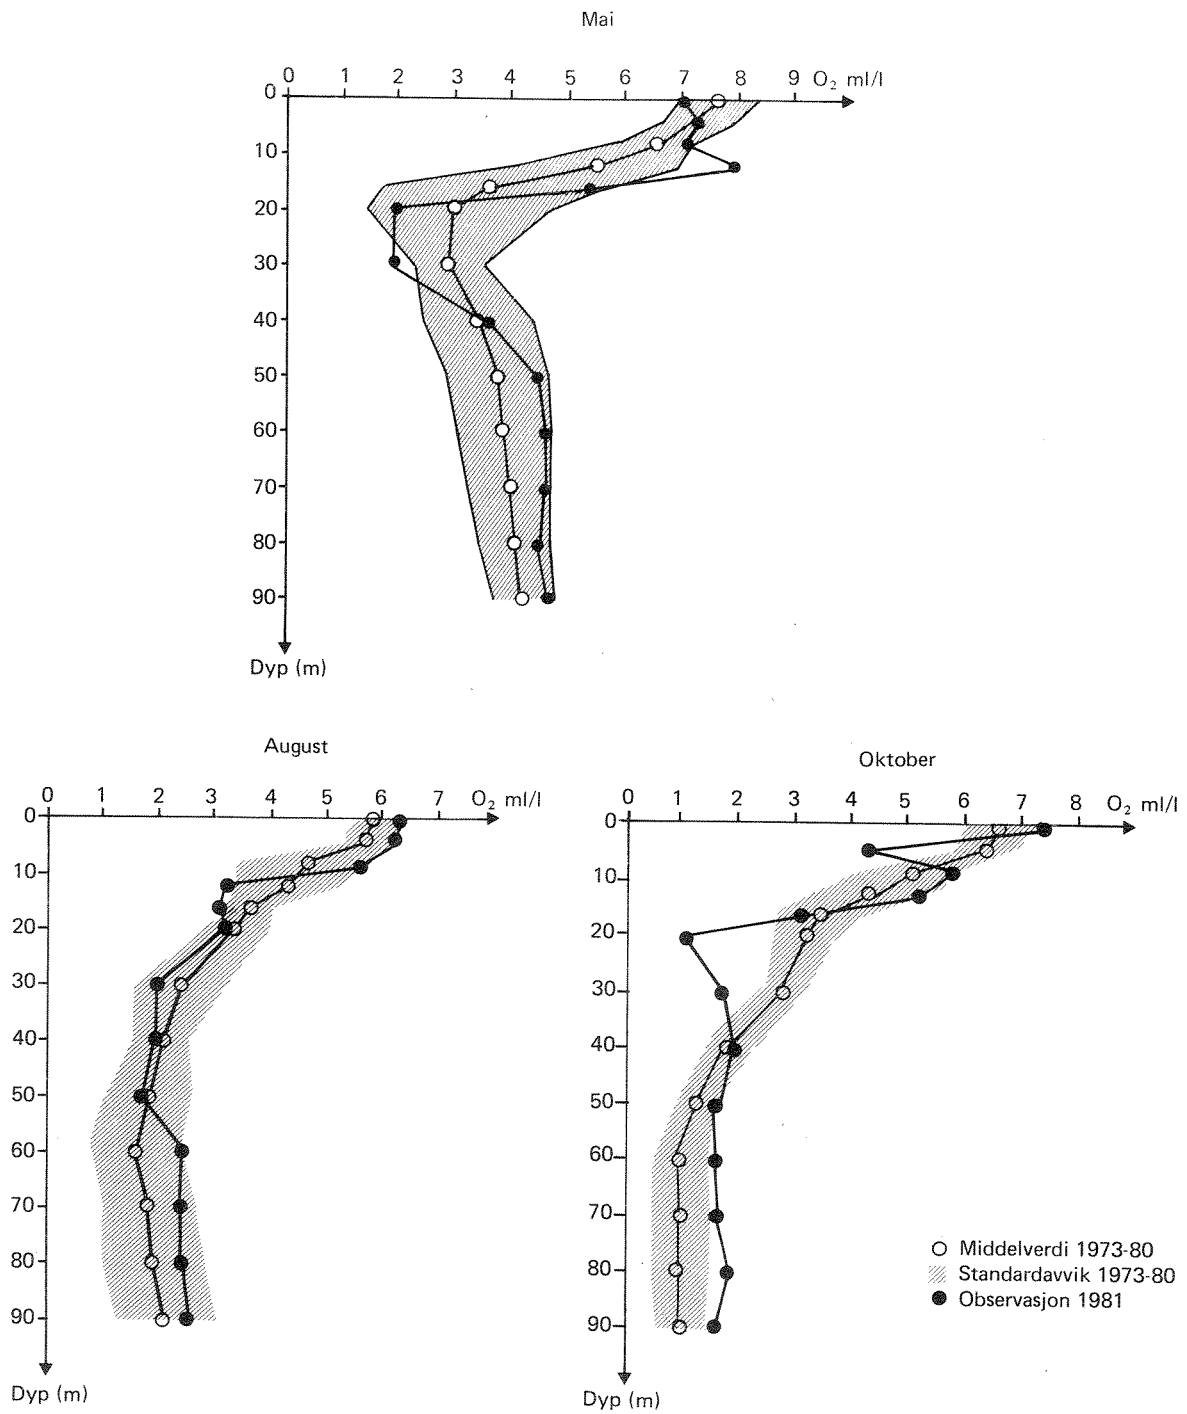 Mai
0 1 2 3 4 5 6 7 8 9 O₂ ml/l
0
10
20
30
40
50
60
70
80
90
Dyp (m)
August
0 1 2 3 4 5 6 7 O₂ ml/l
0
10
20
30
40
50
60
70
80
90
Dyp (m)
Oktober
0 1 2 3 4 5 6 7 8 O₂ ml/l
0
10
20
30
40
50
60
70
80
90
Dyp (m)
Middelverdi 1973-80
Standardavvik 1973-80
Observasjon 1981